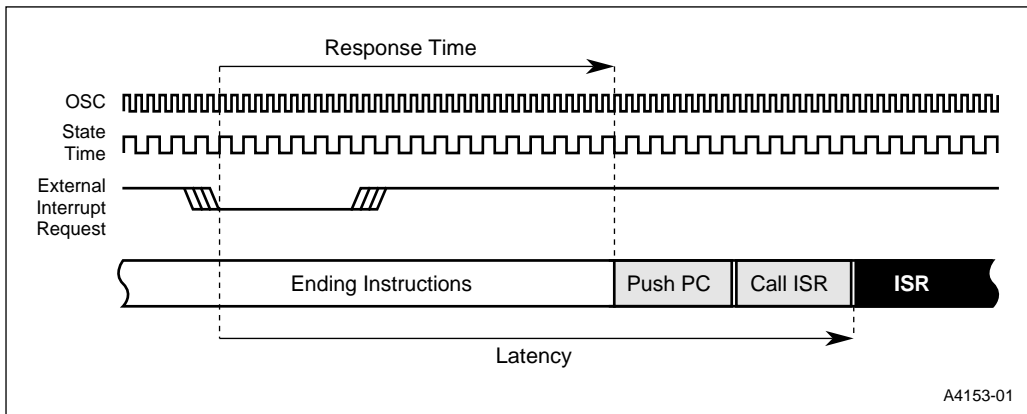 Response Time
OSC
State
Time
External
Interrupt
Request
Ending Instructions
Push PC
Call ISR
ISR
Latency
A4153-01